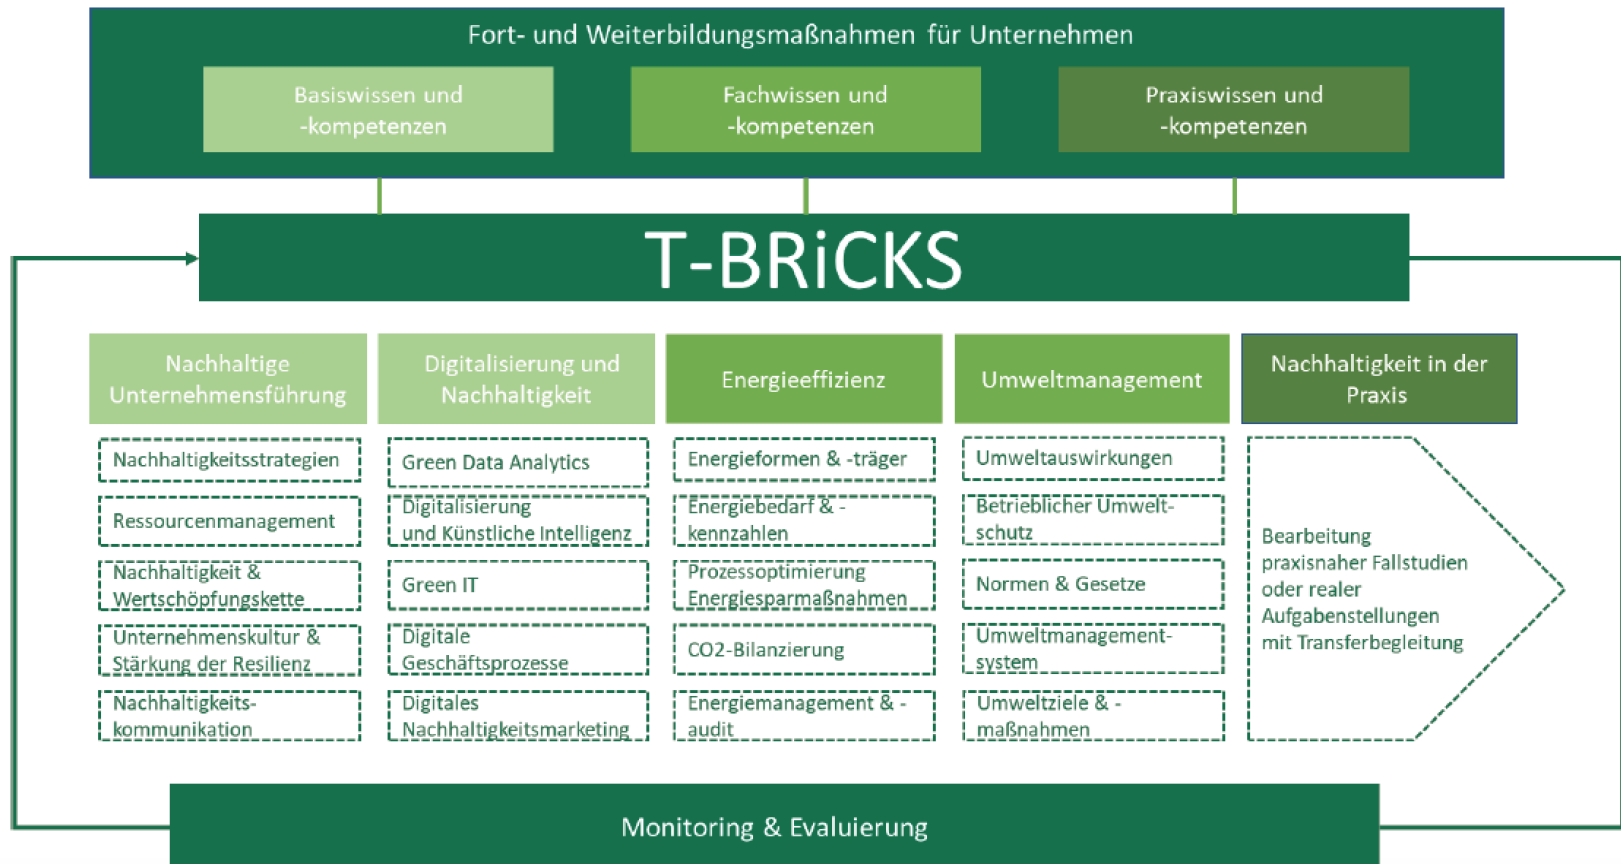 Fort- und Weiterbildungsmaßnahmen für Unternehmen
Basiswissen und
-kompetenzen
Fachwissen und
-kompetenzen
Praxiswissen und
-kompetenzen
T-BRiCKS
Nachhaltige
Unternehmensführung
Nachhaltigkeitsstrategien
Ressourcenmanagement
Nachhaltigkeit &
Wertschöpfungskette
Unternehmenskultur &
Stärkung der Resilienz
Nachhaltigkeits-
kommunikation
Digitalisierung und
Nachhaltigkeit
Green Data Analytics
Digitalisierung
und Künstliche Intelligenz
Green IT
Digitale
Geschäftsprozesse
Digitales
Nachhaltigkeitsmarketing
Energieeffizienz
Energieformen & -träger
Energiebedarf & -
kennzahlen
Prozessoptimierung
Energiesparmaßnahmen
CO2-Bilanzierung
Energiemanagement & -
audit
Umweltmanagement
Umweltauswirkungen
Betrieblicher Umwelt-
schutz
Normen & Gesetze
Umweltmanagement-
system
Umweltziele & -
maßnahmen
Nachhaltigkeit in der
Praxis
Bearbeitung
praxisnaher Fallstudien
oder realer
Aufgabenstellungen
mit Transferbegleitung
Monitoring & Evaluierung